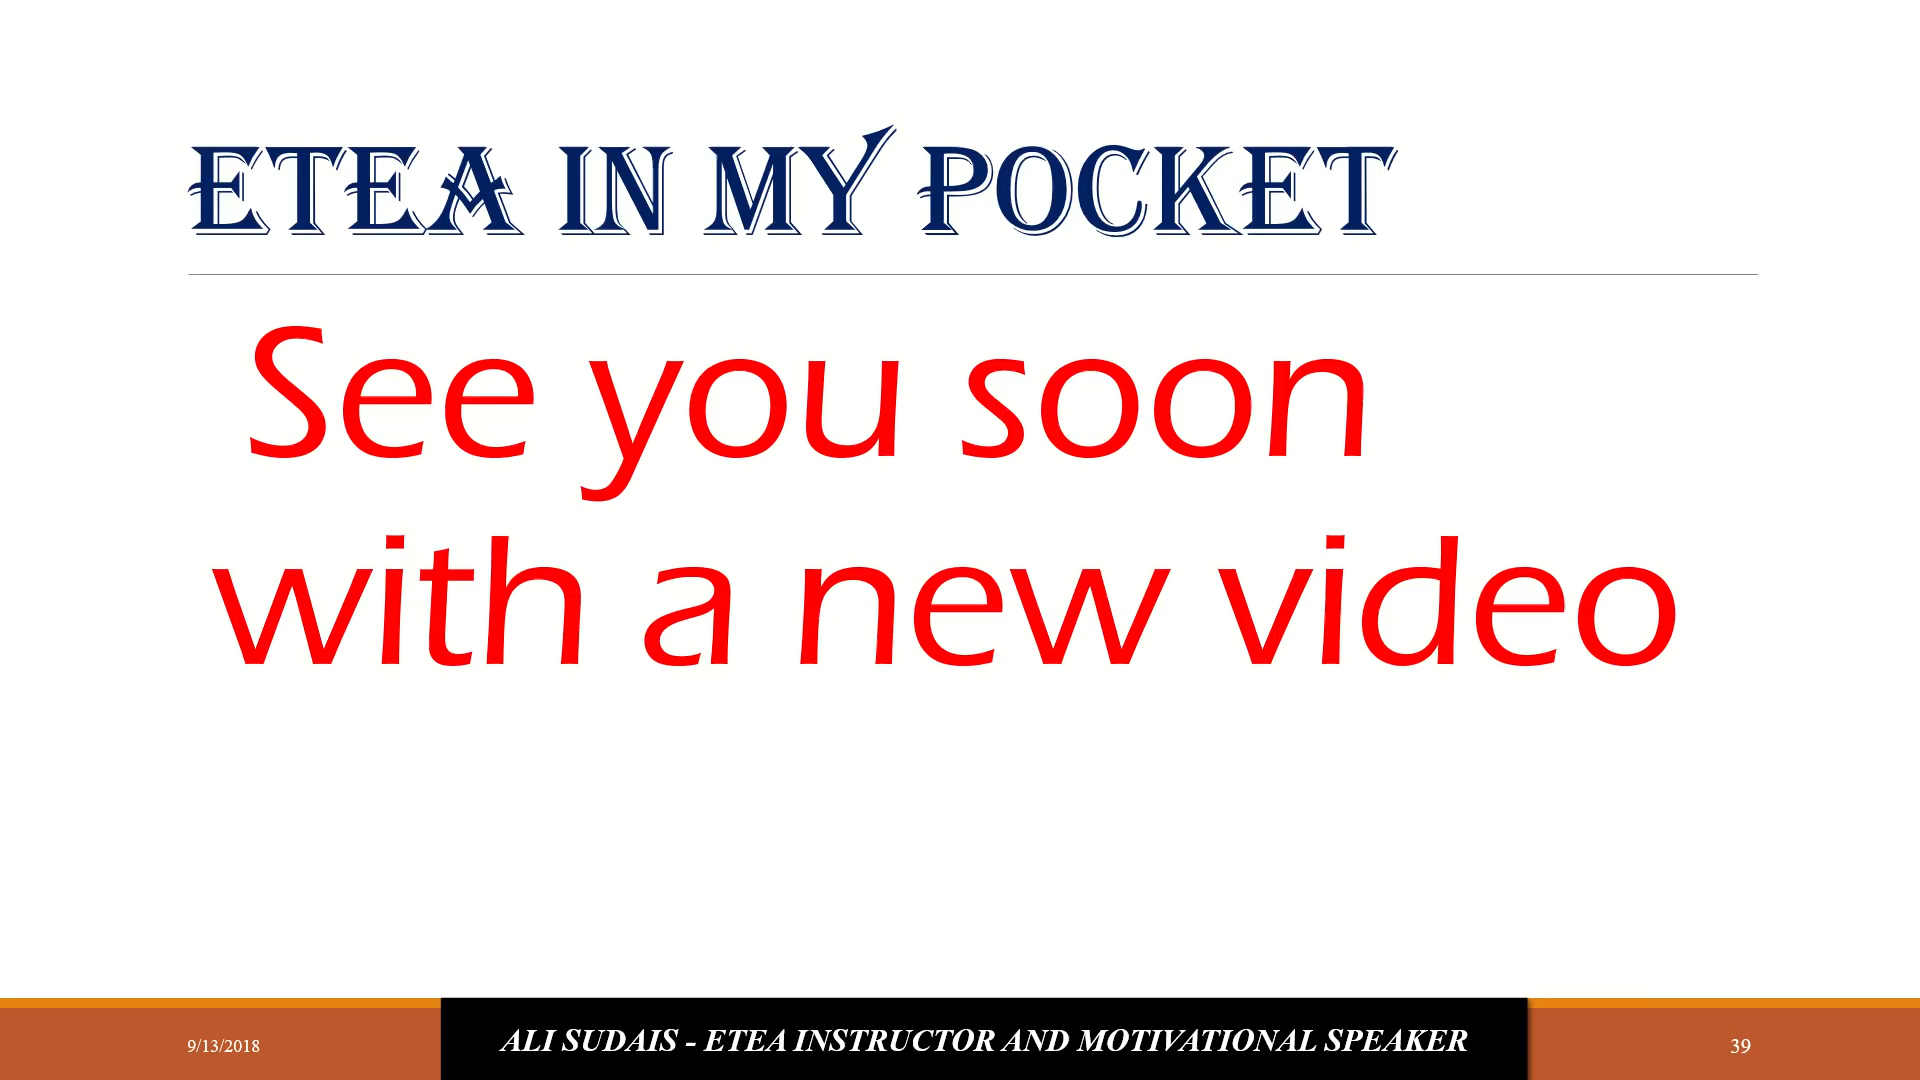 ETEA IN MY POCKET
See you soon
with a new video
9/13/2018
ALI SUDAIS - ETEA INSTRUCTOR AND MOTIVATIONAL SPEAKER
39